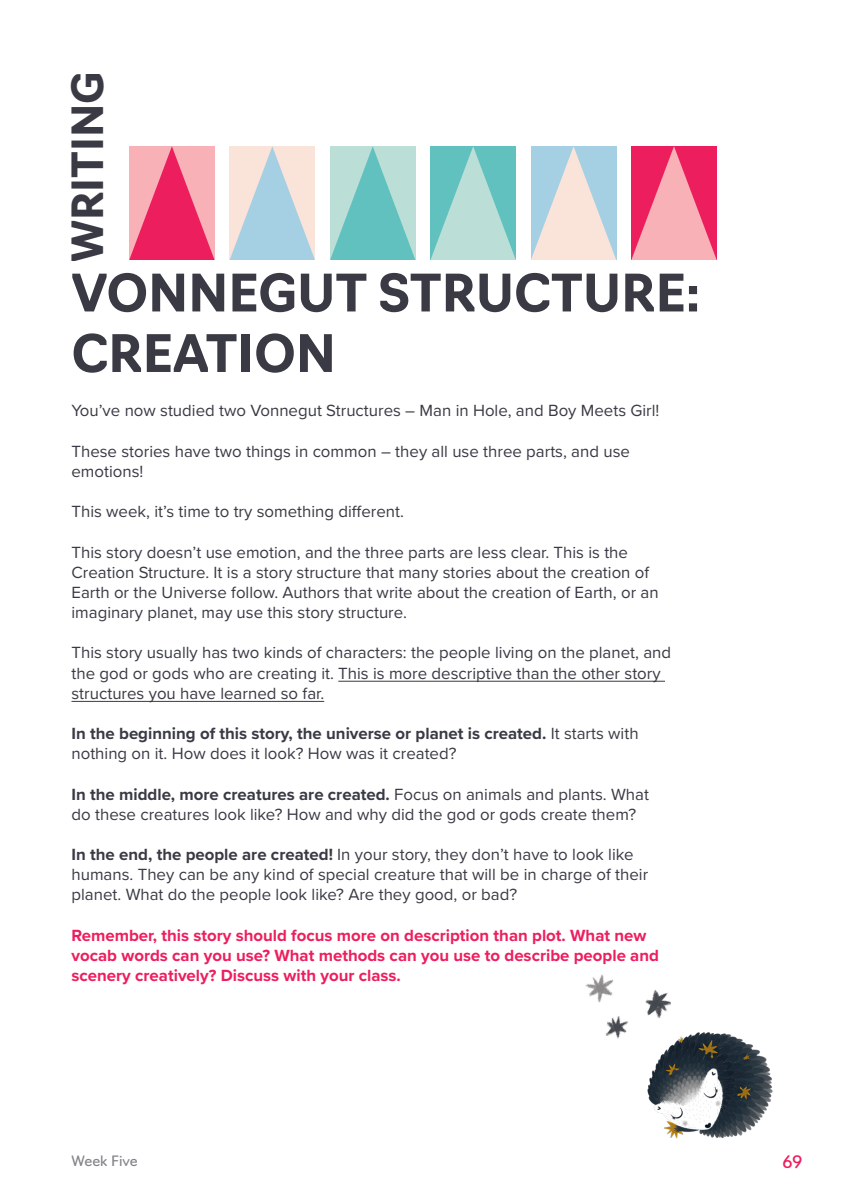 WRITING
VONNEGUT STRUCTURE:
CREATION
You’ve now studied two Vonnegut Structures – Man in Hole, and Boy Meets Girl!
These stories have two things in common – they all use three parts, and use
emotions!
This week, it’s time to try something different.
This story doesn’t use emotion, and the three parts are less clear. This is the
Creation Structure. It is a story structure that many stories about the creation of
Earth or the Universe follow. Authors that write about the creation of Earth, or an
imaginary planet, may use this story structure.
This story usually has two kinds of characters: the people living on the planet, and
the god or gods who are creating it. This is more descriptive than the other story
structures you have learned so far.
In the beginning of this story, the universe or planet is created. It starts with
nothing on it. How does it look? How was it created?
In the middle, more creatures are created. Focus on animals and plants. What
do these creatures look like? How and why did the god or gods create them?
In the end, the people are created! In your story, they don’t have to look like
humans. They can be any kind of special creature that will be in charge of their
planet. What do the people look like? Are they good, or bad?
Remember, this story should focus more on description than plot. What new
vocab words can you use? What methods can you use to describe people and
scenery creatively? Discuss with your class.
Week Five
69